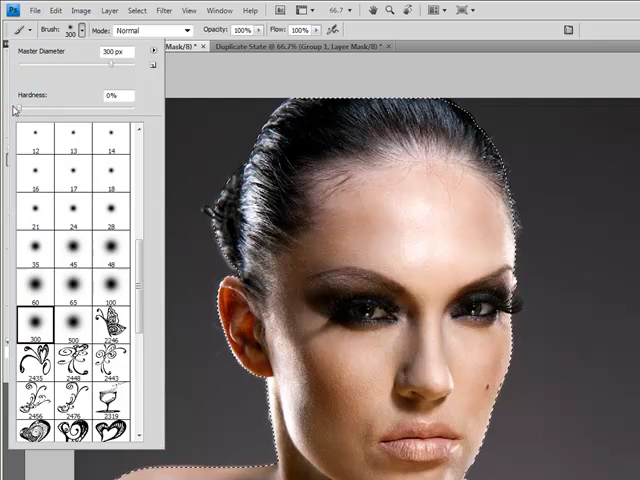 Ps File Edit Image Layer Select Filter View Window Help 66.7
Brush: 300 Mode: Normal Opacity: 100% Flow: 100%
Mask/8) * × Duplicate State @ 66.7% (Group 1, Layer Mask/8) * ×
Master Diameter 300 px
Hardness: 0%
12 13 14
16 17 18
21 24 28
35 45 48
60 65 100
300 500 2246
2435 2448 2443
2456 2476 2319